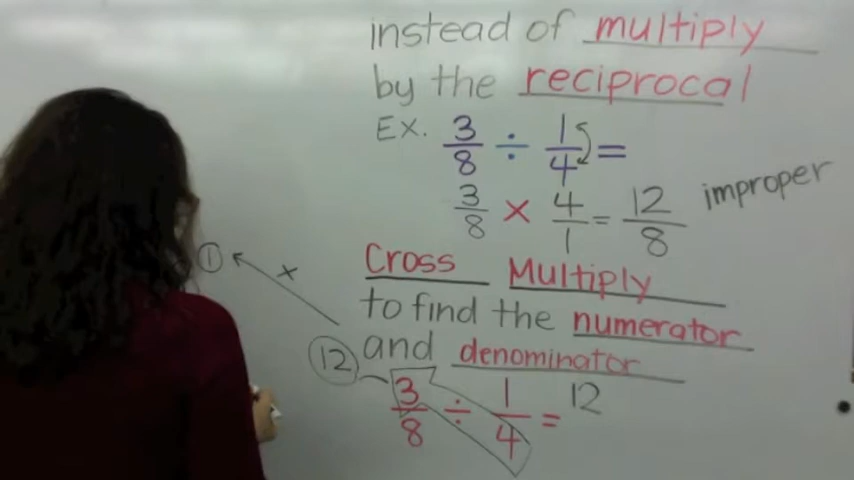 instead of multiply
by the reciprocal
EX. 3/8 ÷ 1/4 =
3/8 × 4/1 = 12/8 improper
① ×
Cross Multiply
to find the numerator
and denominator
12
3/8 ÷ 1/4 = 12